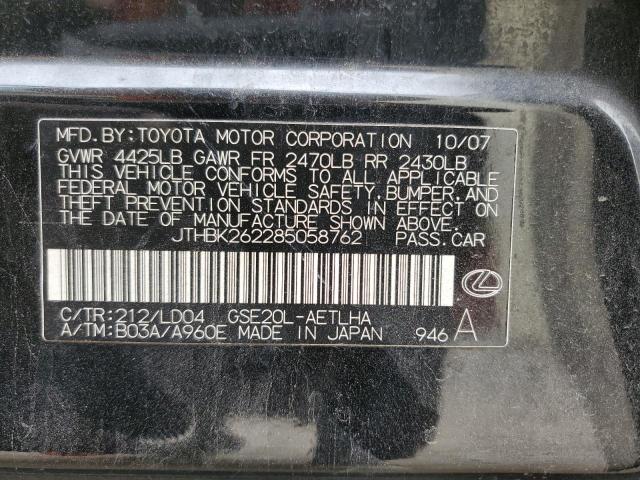 MFD. BY: TOYOTA MOTOR CORPORATION 10/07
GVWR 4425LB GAWR FR 2470LB RR 2430LB
THIS VEHICLE CONFORMS TO ALL APPLICABLE
FEDERAL MOTOR VEHICLE SAFETY, BUMPER, AND
THEFT PREVENTION STANDARDS IN EFFECT ON
THE DATE OF MANUFACTURE SHOWN ABOVE.
JTHBK262285058762 PASS. CAR
C/TR: 212/LD04 GSE20L-AETLHA
A/TM: B03A/A960E MADE IN JAPAN 946 A